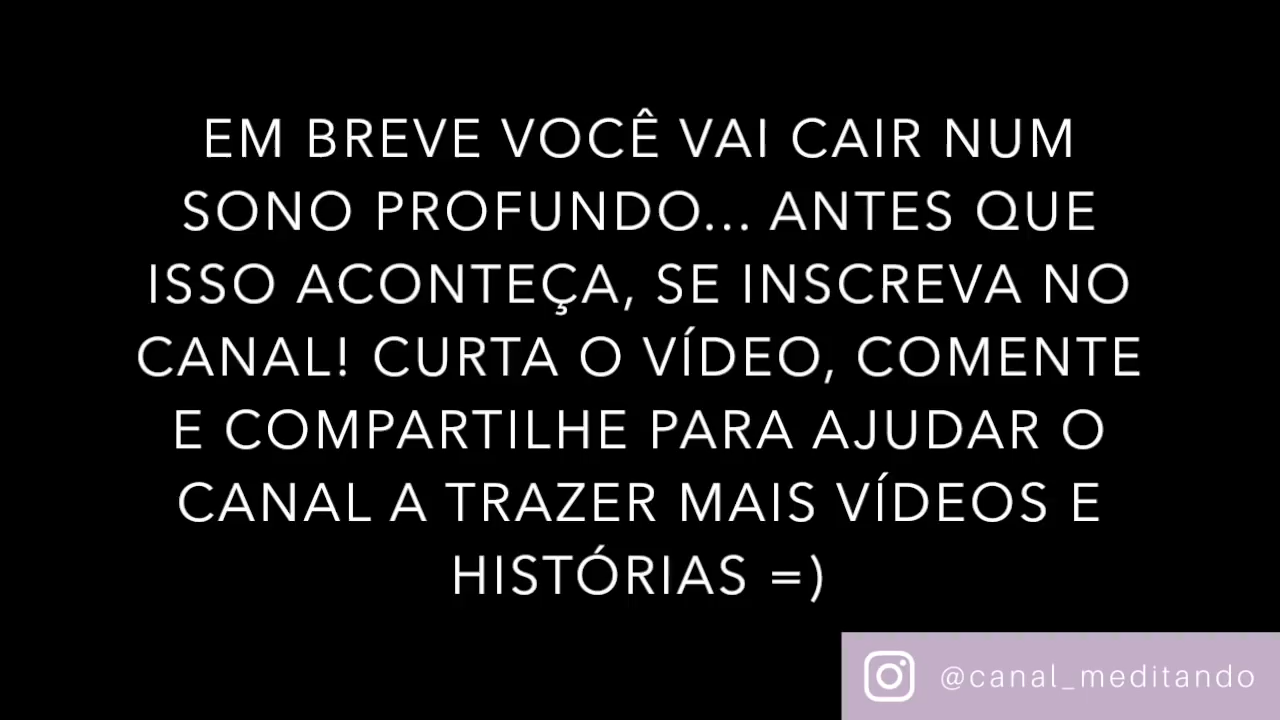 EM BREVE VOCÊ VAI CAIR NUM
SONO PROFUNDO... ANTES QUE
ISSO ACONTEÇA, SE INSCREVA NO
CANAL! CURTA O VÍDEO, COMENTE
E COMPARTILHE PARA AJUDAR O
CANAL A TRAZER MAIS VÍDEOS E
HISTÓRIAS =)
@canal_meditando